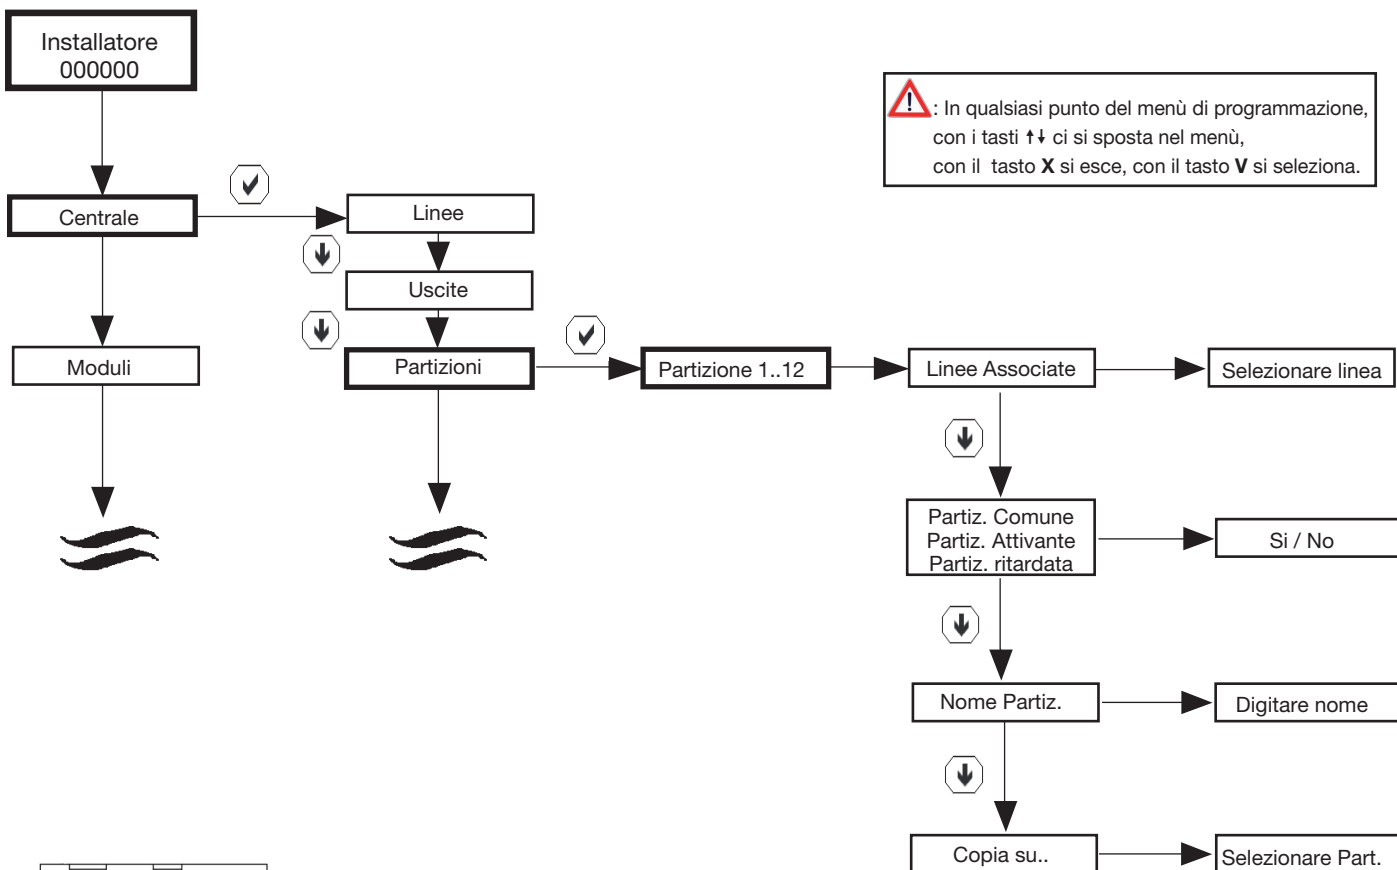 Installatore
000000
: In qualsiasi punto del menù di programmazione,
con i tasti ↑↓ ci si sposta nel menù,
con il tasto X si esce, con il tasto V si seleziona.
Centrale
Linee
Uscite
Moduli
Partizioni
Partizione 1..12
Linee Associate
Selezionare linea
Partiz. Comune
Partiz. Attivante
Partiz. ritardata
Si / No
Nome Partiz.
Digitare nome
Copia su..
Selezionare Part.